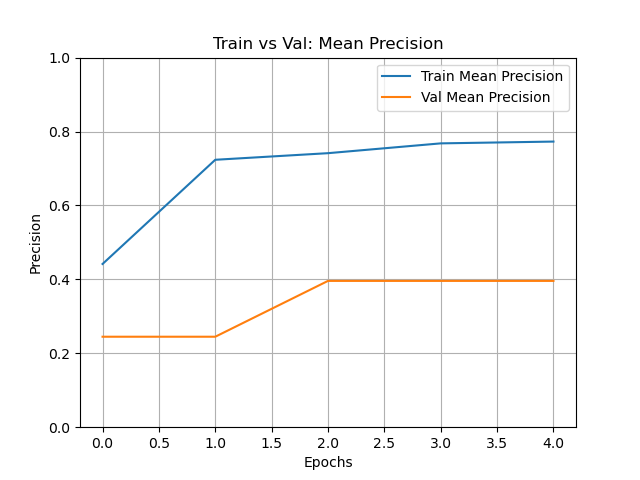 Train vs Val: Mean Precision
Train Mean Precision
Val Mean Precision
Precision
1.0
0.8
0.6
0.4
0.2
0.0
0.0 0.5 1.0 1.5 2.0 2.5 3.0 3.5 4.0
Epochs